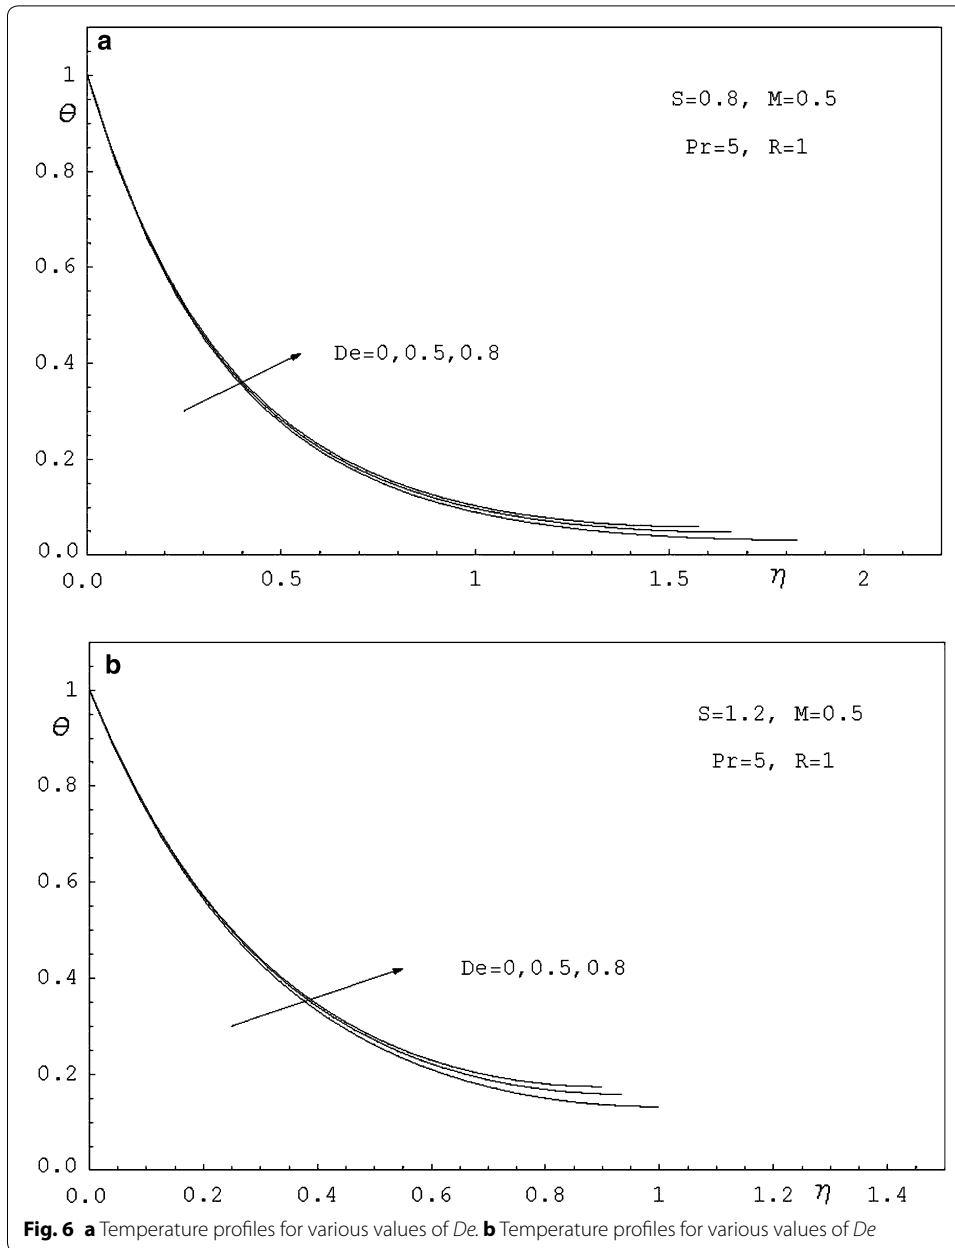 a
1
θ
S=0.8, M=0.5
0.8
Pr=5, R=1
0.6
0.4
De=0,0.5,0.8
0.2
0.0
0.0 0.5 1 1.5 η 2
b
1
θ
S=1.2, M=0.5
Pr=5, R=1
0.8
0.6
0.4
De=0,0.5,0.8
0.2
0.0
0.0 0.2 0.4 0.6 0.8 1 1.2 η 1.4
Fig. 6 a Temperature profiles for various values of De. b Temperature profiles for various values of De